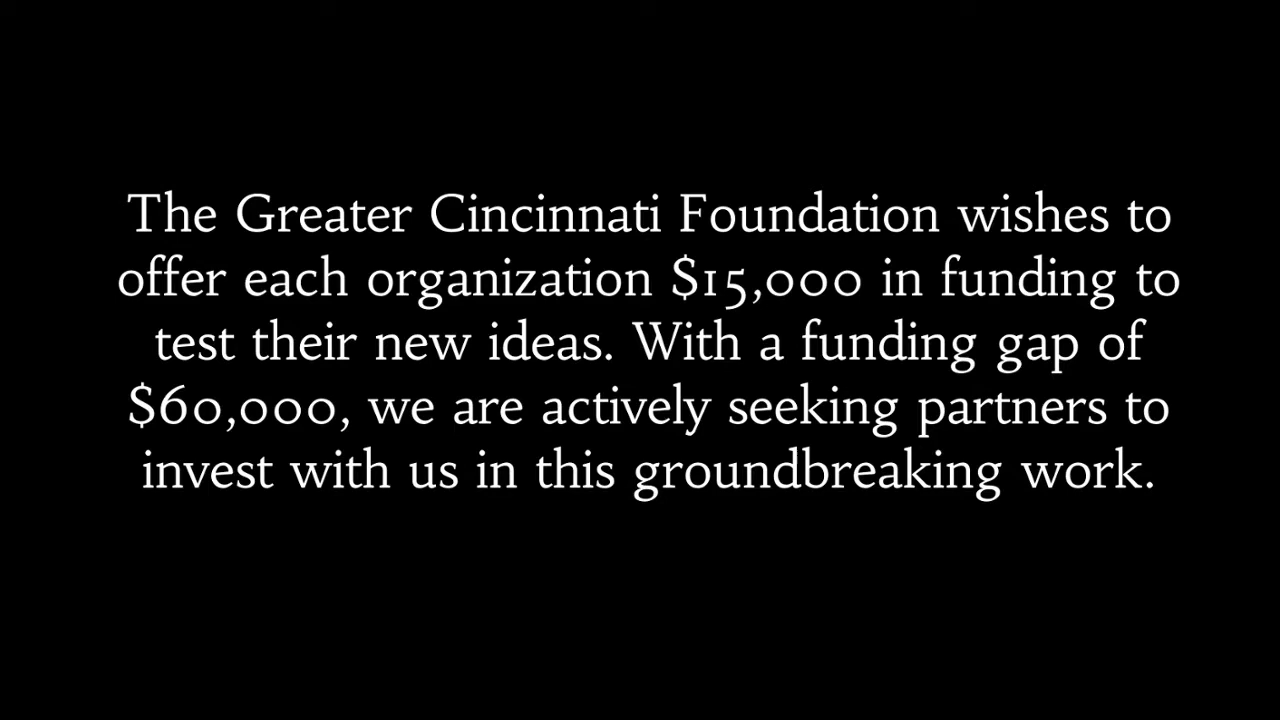 The Greater Cincinnati Foundation wishes to
offer each organization $15,000 in funding to
test their new ideas. With a funding gap of
$60,000, we are actively seeking partners to
invest with us in this groundbreaking work.